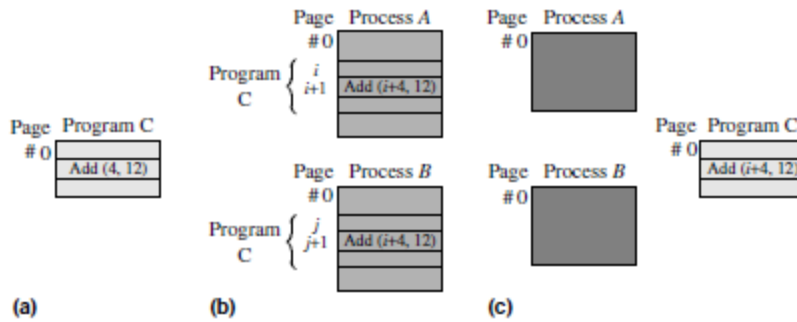 Page Program C
# 0
Add (4, 12)
(a)
Page Process A
# 0
Program
C
i
i+1
Add (i+4, 12)
Page Process B
# 0
Program
C
j
j+1
Add (i+4, 12)
(b)
Page Process A
# 0
Page Process B
# 0
(c)
Page Program C
# 0
Add (i+4, 12)